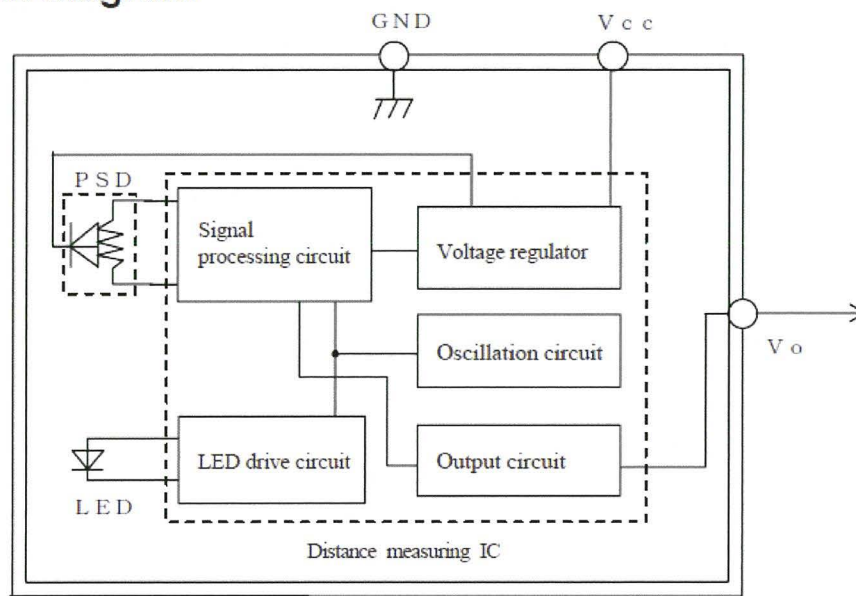 GND
Vcc
PSD
Signal
processing circuit
Voltage regulator
Oscillation circuit
Vo
LED drive circuit
Output circuit
LED
Distance measuring IC